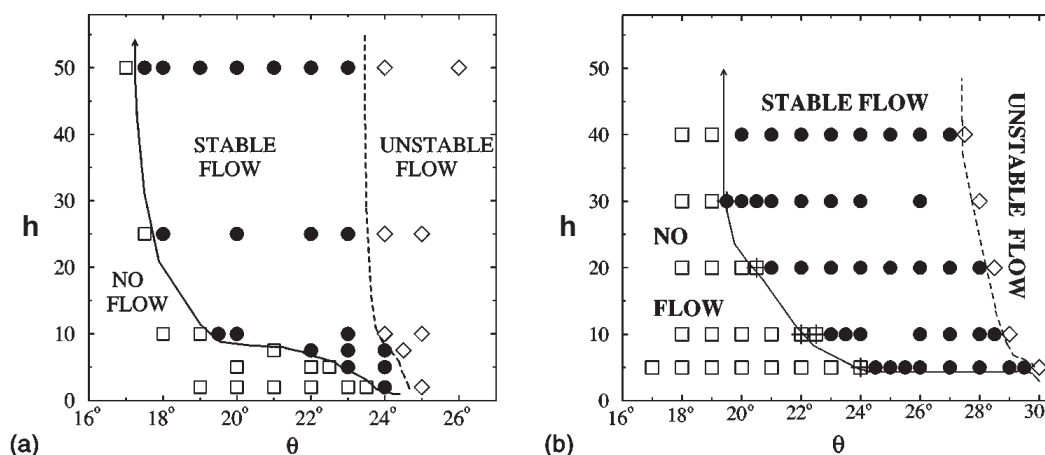 50
40
30
20
10
0
h
STABLE
FLOW
UNSTABLE
FLOW
NO
FLOW
16° 18° 20° 22° 24° 26°
(a)
θ
50
40
30
20
10
0
h
STABLE FLOW
UNSTABLE FLOW
NO
FLOW
16° 18° 20° 22° 24° 26° 28° 30°
(b)
θ